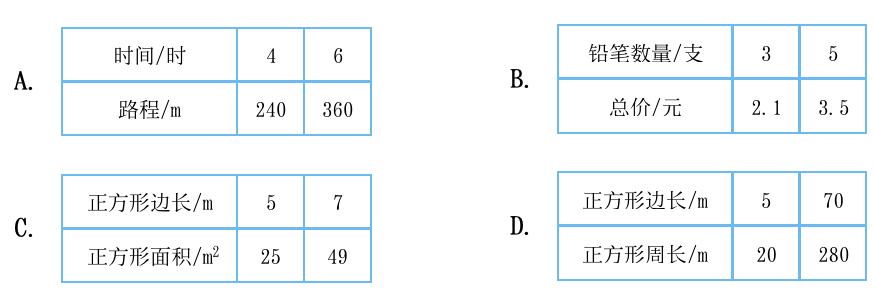 A.
时间/时 4 6
路程/m 240 360
B.
铅笔数量/支 3 5
总价/元 2.1 3.5
C.
正方形边长/m 5 7
正方形面积/m² 25 49
D.
正方形边长/m 5 70
正方形周长/m 20 280